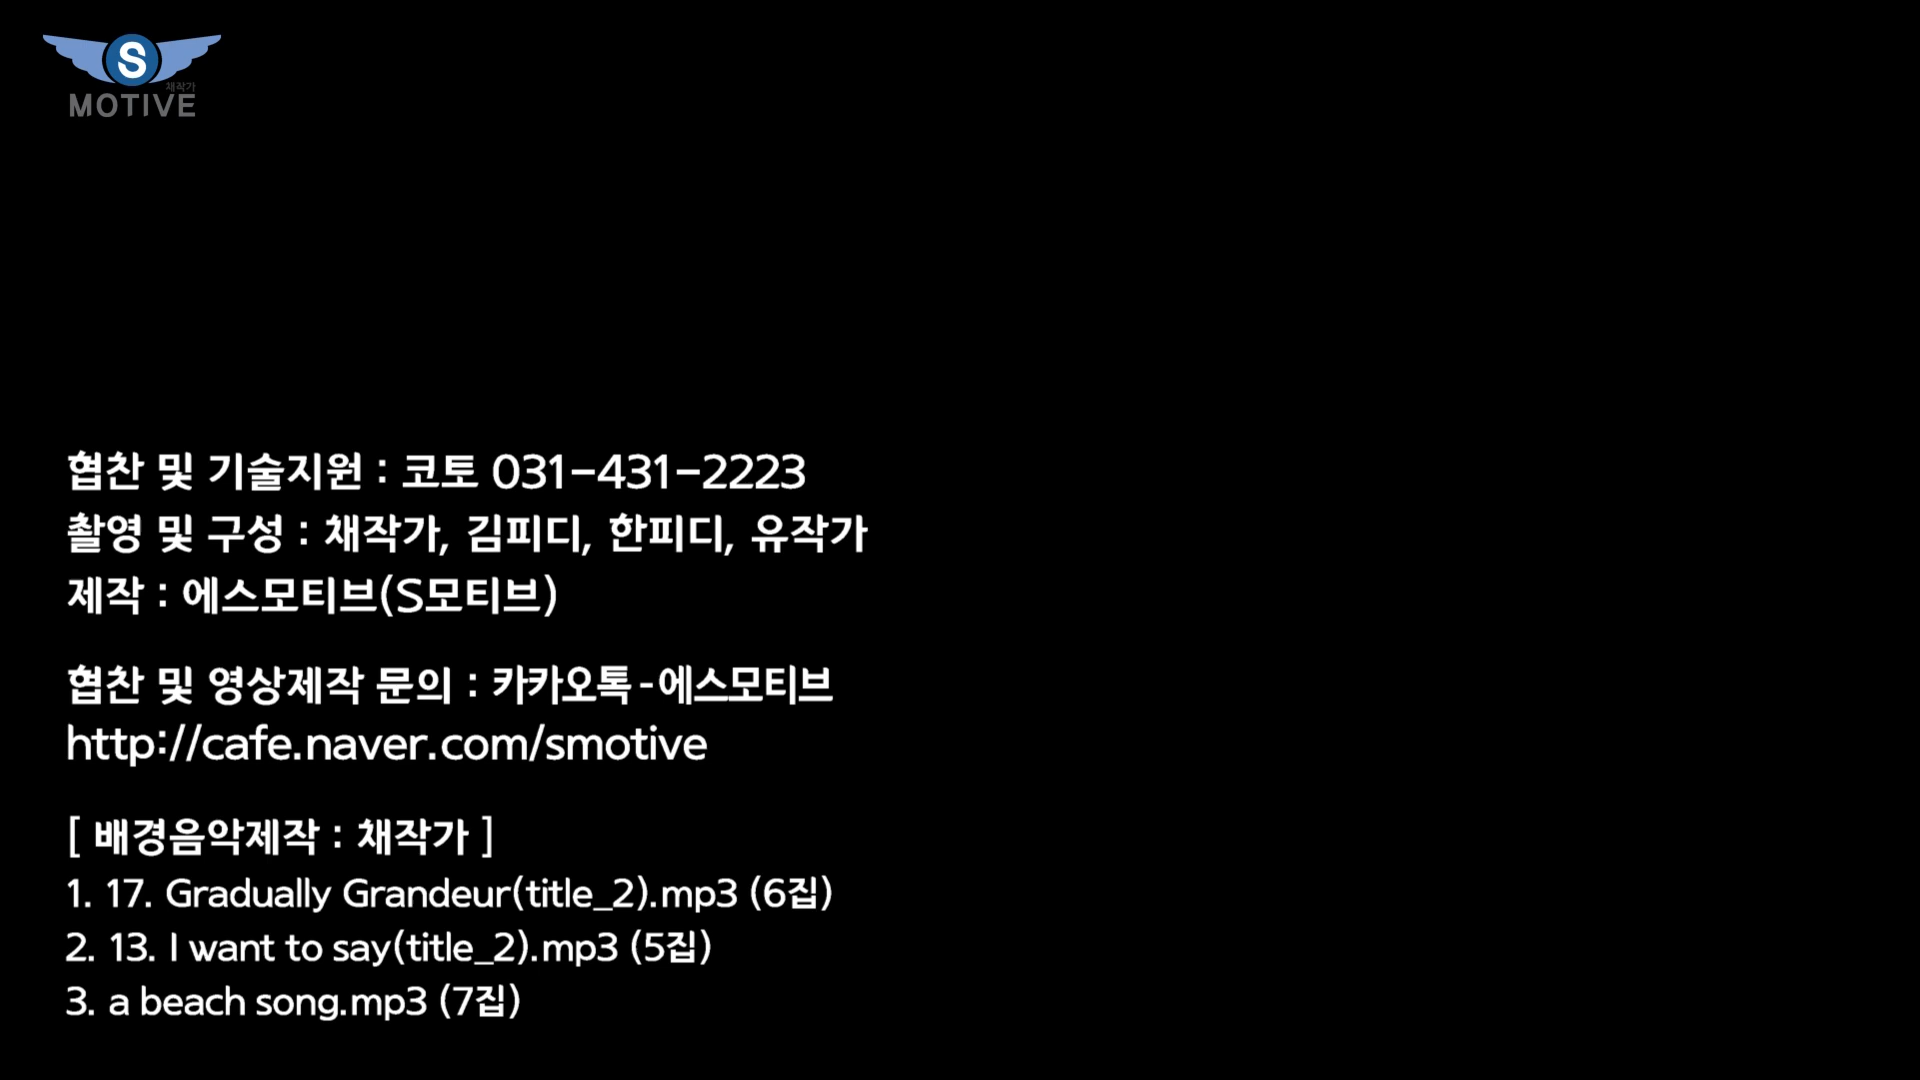 S
채작가
MOTIVE
협찬 및 기술지원 : 코토 031-431-2223
촬영 및 구성 : 채작가, 김피디, 한피디, 유작가
제작 : 에스모티브(S모티브)
협찬 및 영상제작 문의 : 카카오톡-에스모티브
http://cafe.naver.com/smotive
[ 배경음악제작 : 채작가 ]
1. 17. Gradually Grandeur(title_2).mp3 (6집)
2. 13. I want to say(title_2).mp3 (5집)
3. a beach song.mp3 (7집)